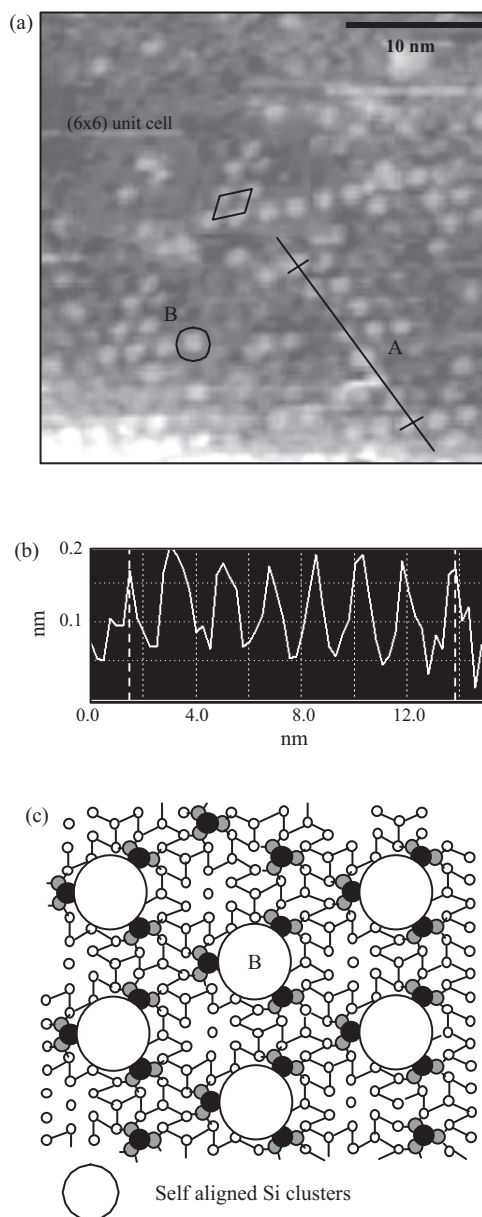 (a)
10 nm
(6x6) unit cell
B
A
(b)
0.2
nm
0.1
0.0 4.0 8.0 12.0
nm
(c)
B
Self aligned Si clusters